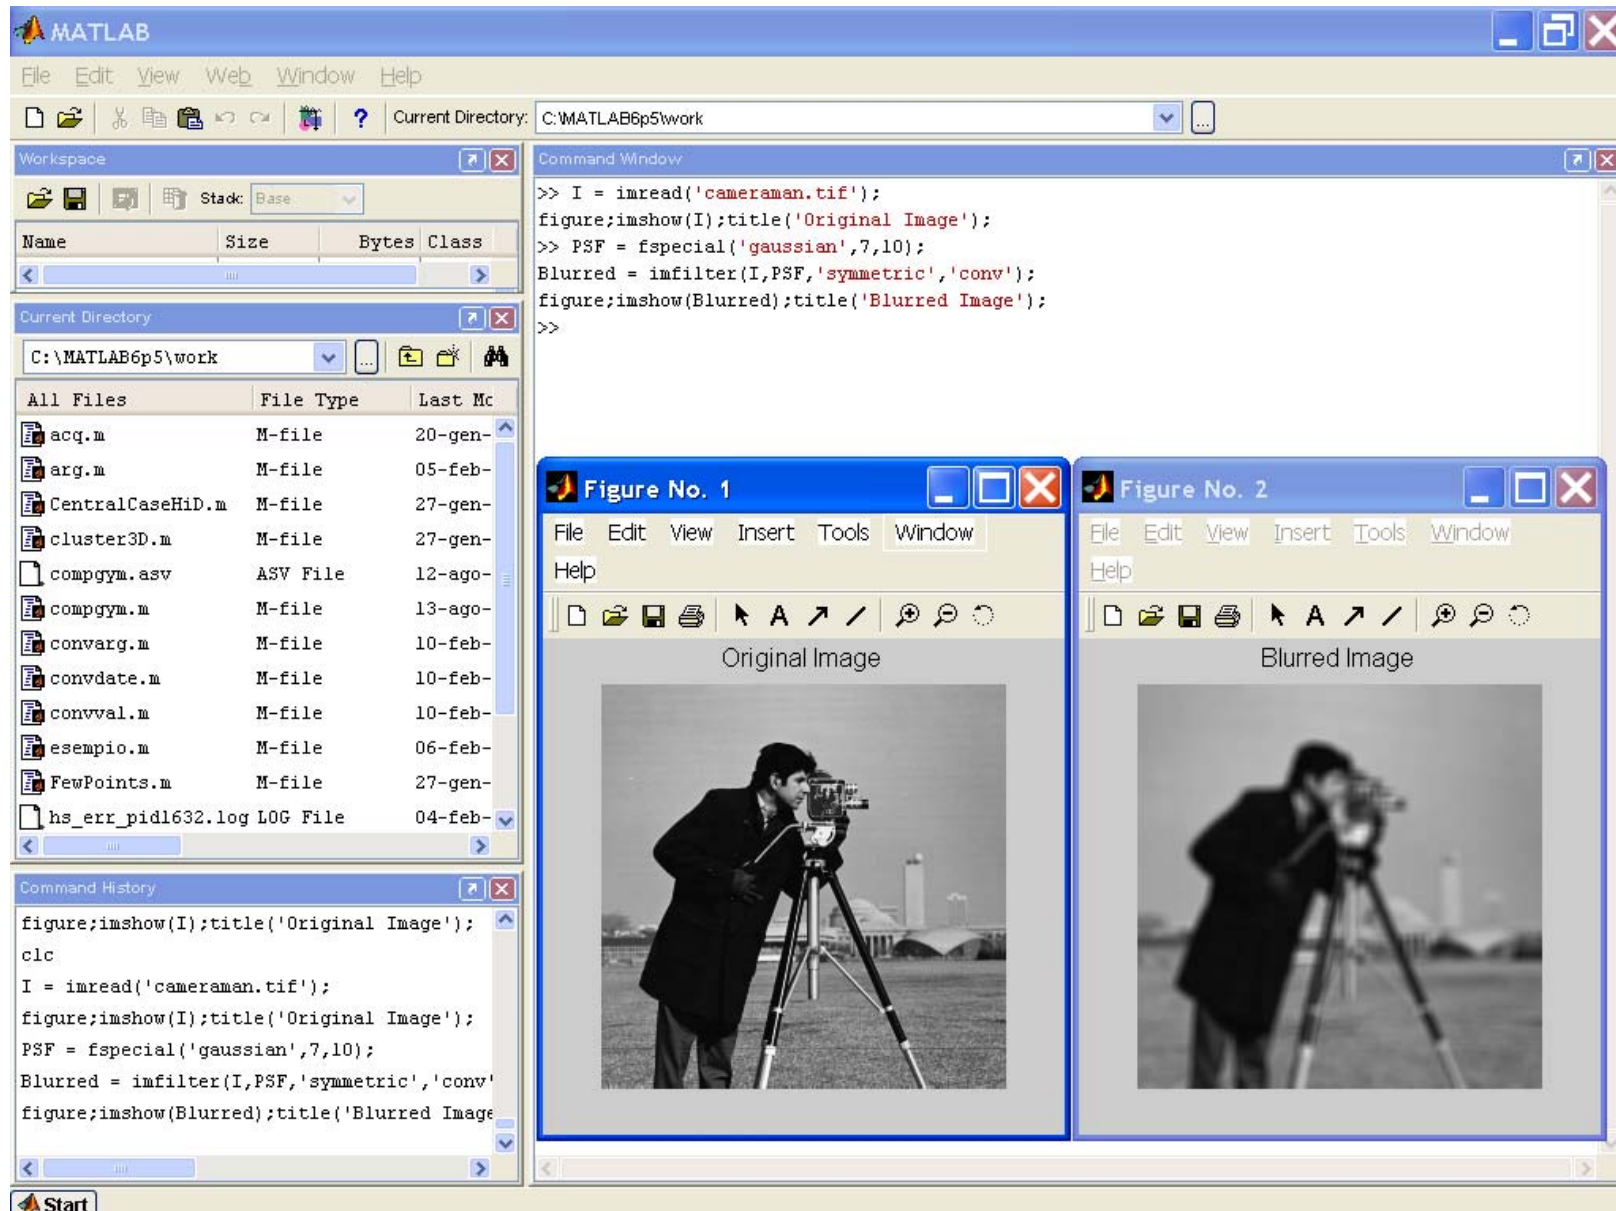 MATLAB
File Edit View Web Window Help
Current Directory: C:\MATLAB6p5\work ...
Workspace
Stack: Base
Name Size Bytes Class
Current Directory
C:\MATLAB6p5\work ...
All Files File Type Last Mo
acq.m M-file 20-gen-
arg.m M-file 05-feb-
CentralCaseHiD.m M-file 27-gen-
cluster3D.m M-file 27-gen-
compgym.asv ASV File 12-ago-
compgym.m M-file 13-ago-
convarg.m M-file 10-feb-
convdate.m M-file 10-feb-
convval.m M-file 10-feb-
esempio.m M-file 06-feb-
FewPoints.m M-file 27-gen-
hs_err_pid1632.log LOG File 04-feb-
Command History
figure;imshow(I);title('Original Image');
clc
I = imread('cameraman.tif');
figure;imshow(I);title('Original Image');
PSF = fspecial('gaussian',7,10);
Blurred = imfilter(I,PSF,'symmetric','conv'
figure;imshow(Blurred);title('Blurred Image
Command Window
>> I = imread('cameraman.tif');
figure;imshow(I);title('Original Image');
>> PSF = fspecial('gaussian',7,10);
Blurred = imfilter(I,PSF,'symmetric','conv');
figure;imshow(Blurred);title('Blurred Image');
>>
Figure No. 1
File Edit View Insert Tools Window
Help
A
Original Image
Figure No. 2
File Edit View Insert Tools Window
Help
A
Blurred Image
Start